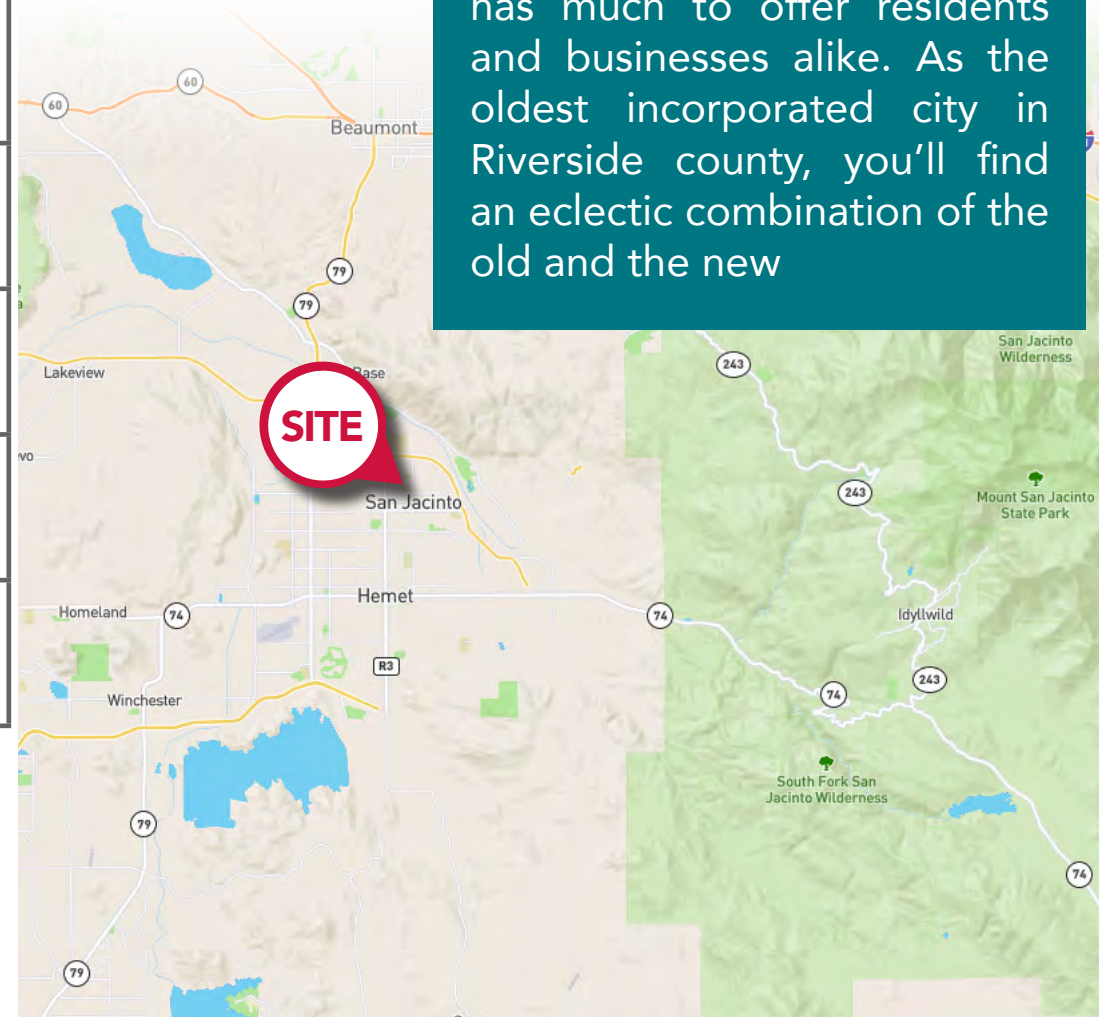 has much to offer residents
and businesses alike. As the
oldest incorporated city in
Riverside county, you’ll find
an eclectic combination of the
old and the new
60
60
Beaumont
79
79
Lakeview
Base
SITE
San Jacinto
243
San Jacinto
Wilderness
243
Mount San Jacinto
State Park
Hemet
Homeland
74
74
Idyllwild
R3
243
Winchester
74
South Fork San
Jacinto Wilderness
79
74
79